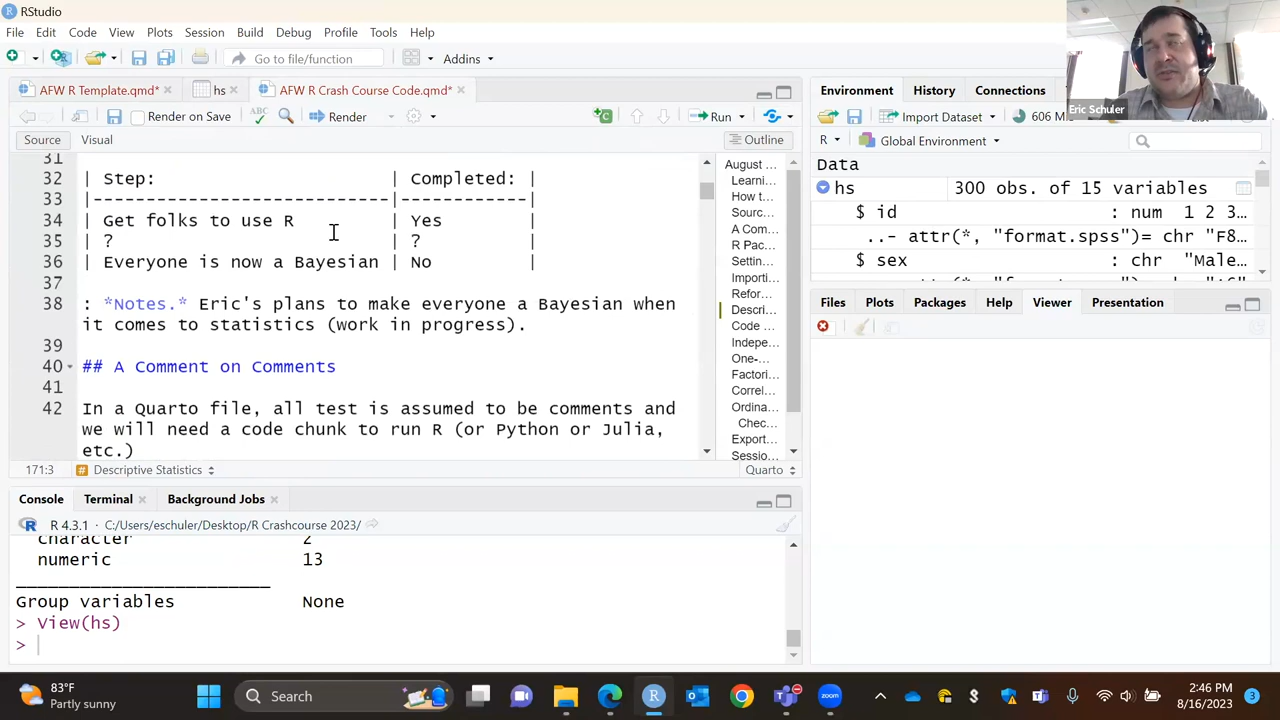 RStudio
File Edit Code View Plots Session Build Debug Profile Tools Help
Go to file/function Addins
AFW R Template.qmd* hs AFW R Crash Course Code.qmd*
Render on Save ABC Render Run
Source Visual Outline
31
32 | Step: | Completed: |
33 |----------------------------|------------|
34 | Get folks to use R | Yes |
35 | ? | ? |
36 | Everyone is now a Bayesian | No |
37
38 : *Notes.* Eric's plans to make everyone a Bayesian when
it comes to statistics (work in progress).
39
40 ## A Comment on Comments
41
42 In a Quarto file, all test is assumed to be comments and
we will need a code chunk to run R (or Python or Julia,
etc.)
171:3 # Descriptive Statistics Quarto
August ...
Learni...
How t...
Sourc...
A Com...
R Pac...
Settin...
Importi...
Refor...
Descri...
Code ...
Indepe...
One-...
Factori...
Correl...
Ordina...
Chec...
Export...
Sessio...
Console Terminal Background Jobs
R R 4.3.1 · C:/Users/eschuler/Desktop/R Crashcourse 2023/
character 2
numeric 13
_______________________
Group variables None
> View(hs)
>
Environment History Connections
Import Dataset 606 M
R Global Environment
Data
hs 300 obs. of 15 variables
$ id : num 1 2 3…
..- attr(*, "format.spss")= chr "F8…
$ sex : chr "Male…
Files Plots Packages Help Viewer Presentation
Eric Schuler
83°F
Partly sunny
Search
zoom
2:46 PM
8/16/2023
3